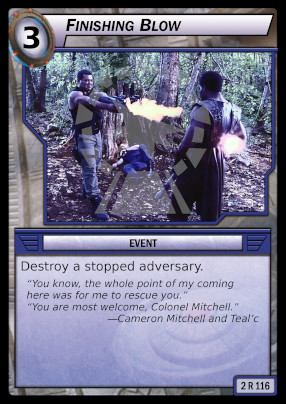 3
FINISHING BLOW
EVENT
Destroy a stopped adversary.
“You know, the whole point of my coming
here was for me to rescue you.”
“You are most welcome, Colonel Mitchell.”
—Cameron Mitchell and Teal’c
2 R 116